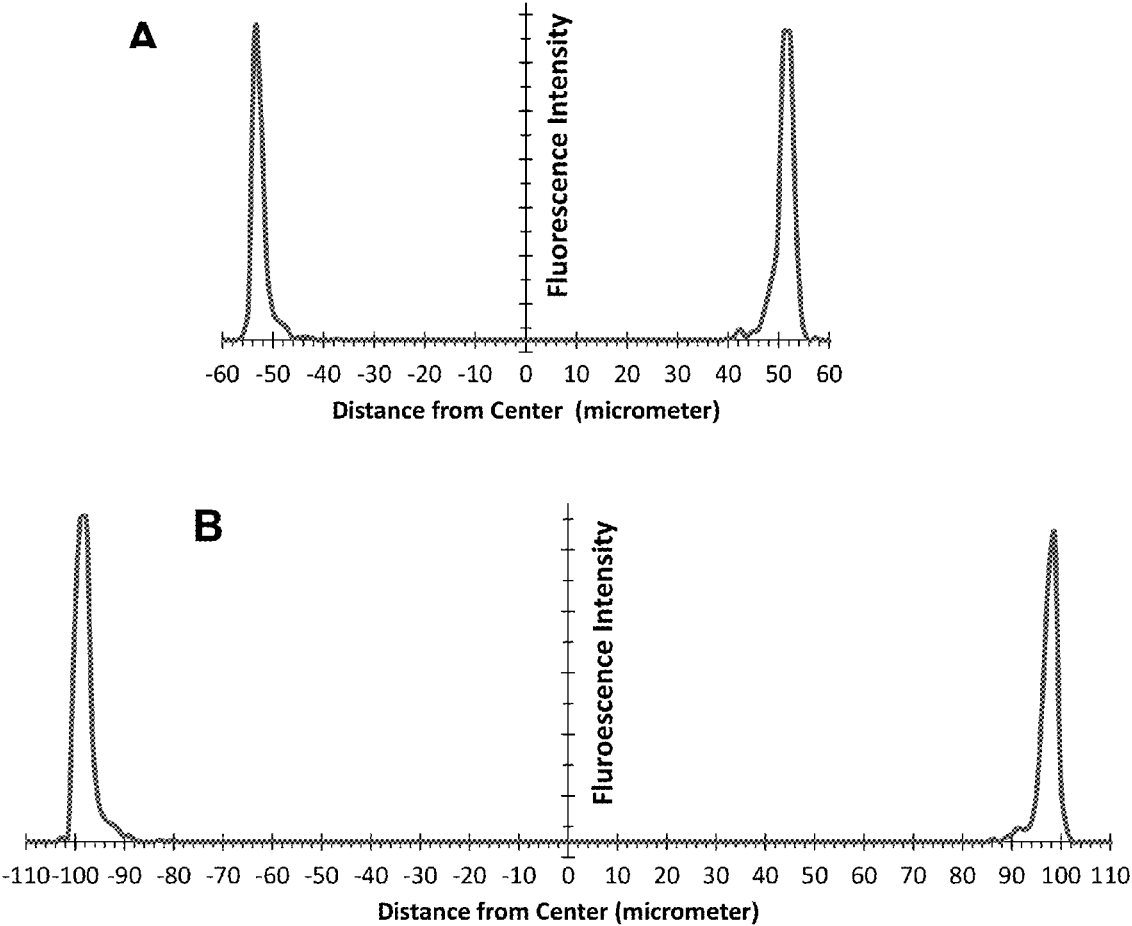 A
Fluorescence Intensity
-60 -50 -40 -30 -20 -10 0 10 20 30 40 50 60
Distance from Center (micrometer)
B
Fluroescence Intensity
-110 -100 -90 -80 -70 -60 -50 -40 -30 -20 -10 0 10 20 30 40 50 60 70 80 90 100 110
Distance from Center (micrometer)